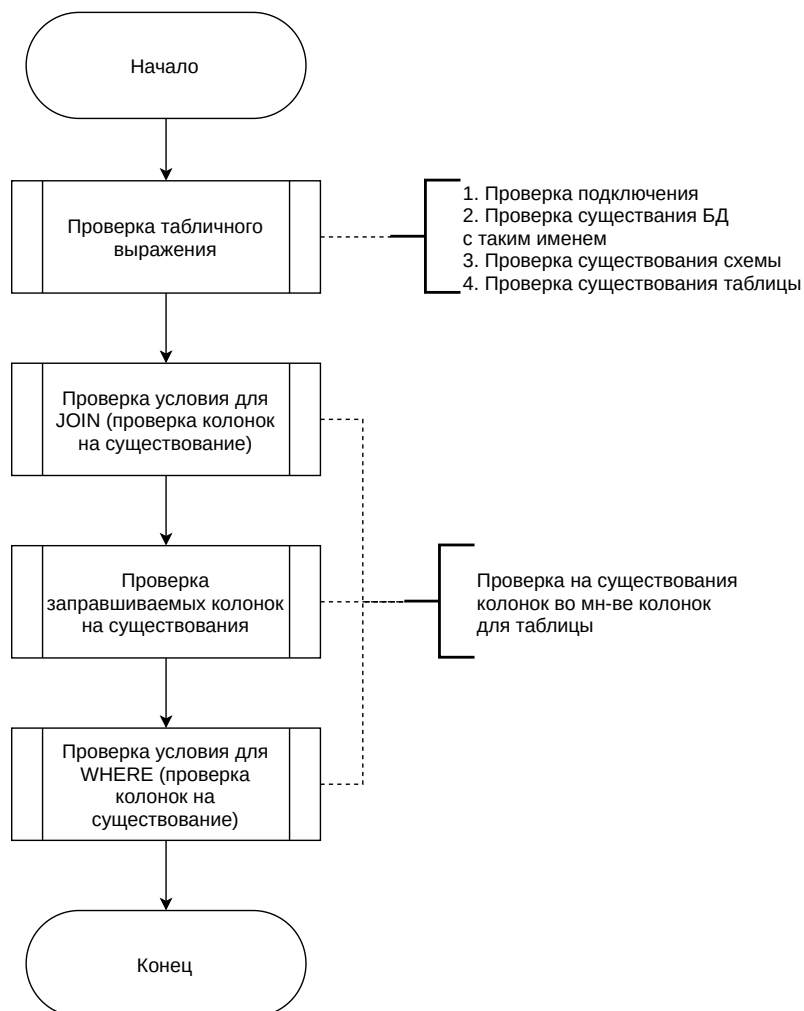 Начало
Проверка табличного
выражения
1. Проверка подключения
2. Проверка существания БД
с таким именем
3. Проверка существования схемы
4. Проверка существования таблицы
Проверка условия для
JOIN (проверка колонок
на существование)
Проверка
заправшиваемых колонок
на существования
Проверка на существования
колонок во мн-ве колонок
для таблицы
Проверка условия для
WHERE (проверка
колонок на
существование)
Конец